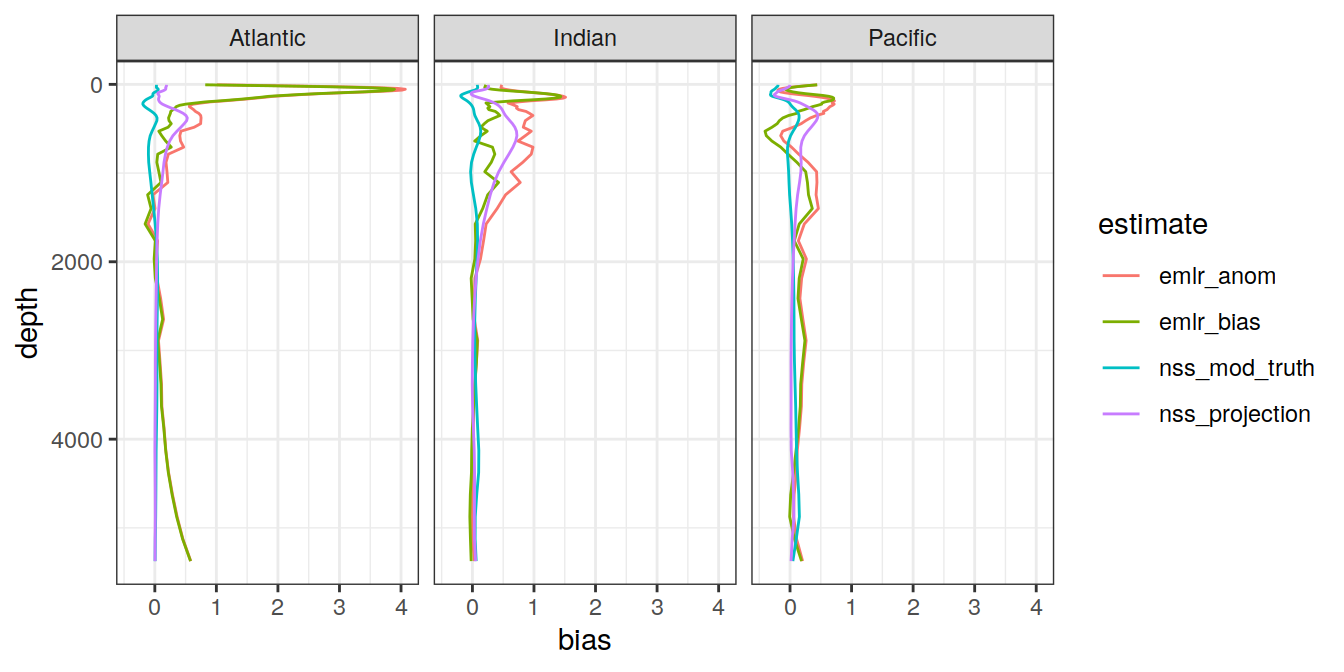 Atlantic Indian Pacific
0
2000
4000
depth
0 1 2 3 4 0 1 2 3 4 0 1 2 3 4
bias
estimate
emlr_anom
emlr_bias
nss_mod_truth
nss_projection